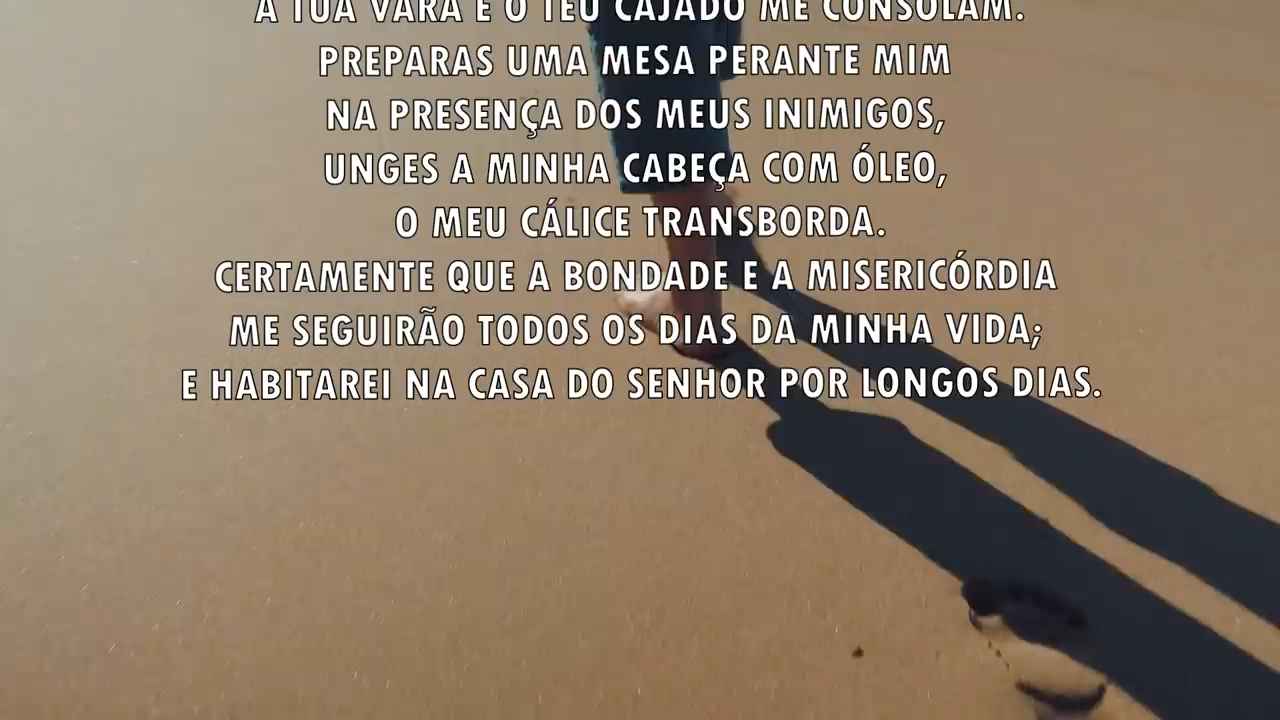 A TUA VARA E O TEU CAJADO ME CONSOLAM.
PREPARAS UMA MESA PERANTE MIM
NA PRESENÇA DOS MEUS INIMIGOS,
UNGES A MINHA CABEÇA COM ÓLEO,
O MEU CÁLICE TRANSBORDA.
CERTAMENTE QUE A BONDADE E A MISERICÓRDIA
ME SEGUIRÃO TODOS OS DIAS DA MINHA VIDA;
E HABITAREI NA CASA DO SENHOR POR LONGOS DIAS.